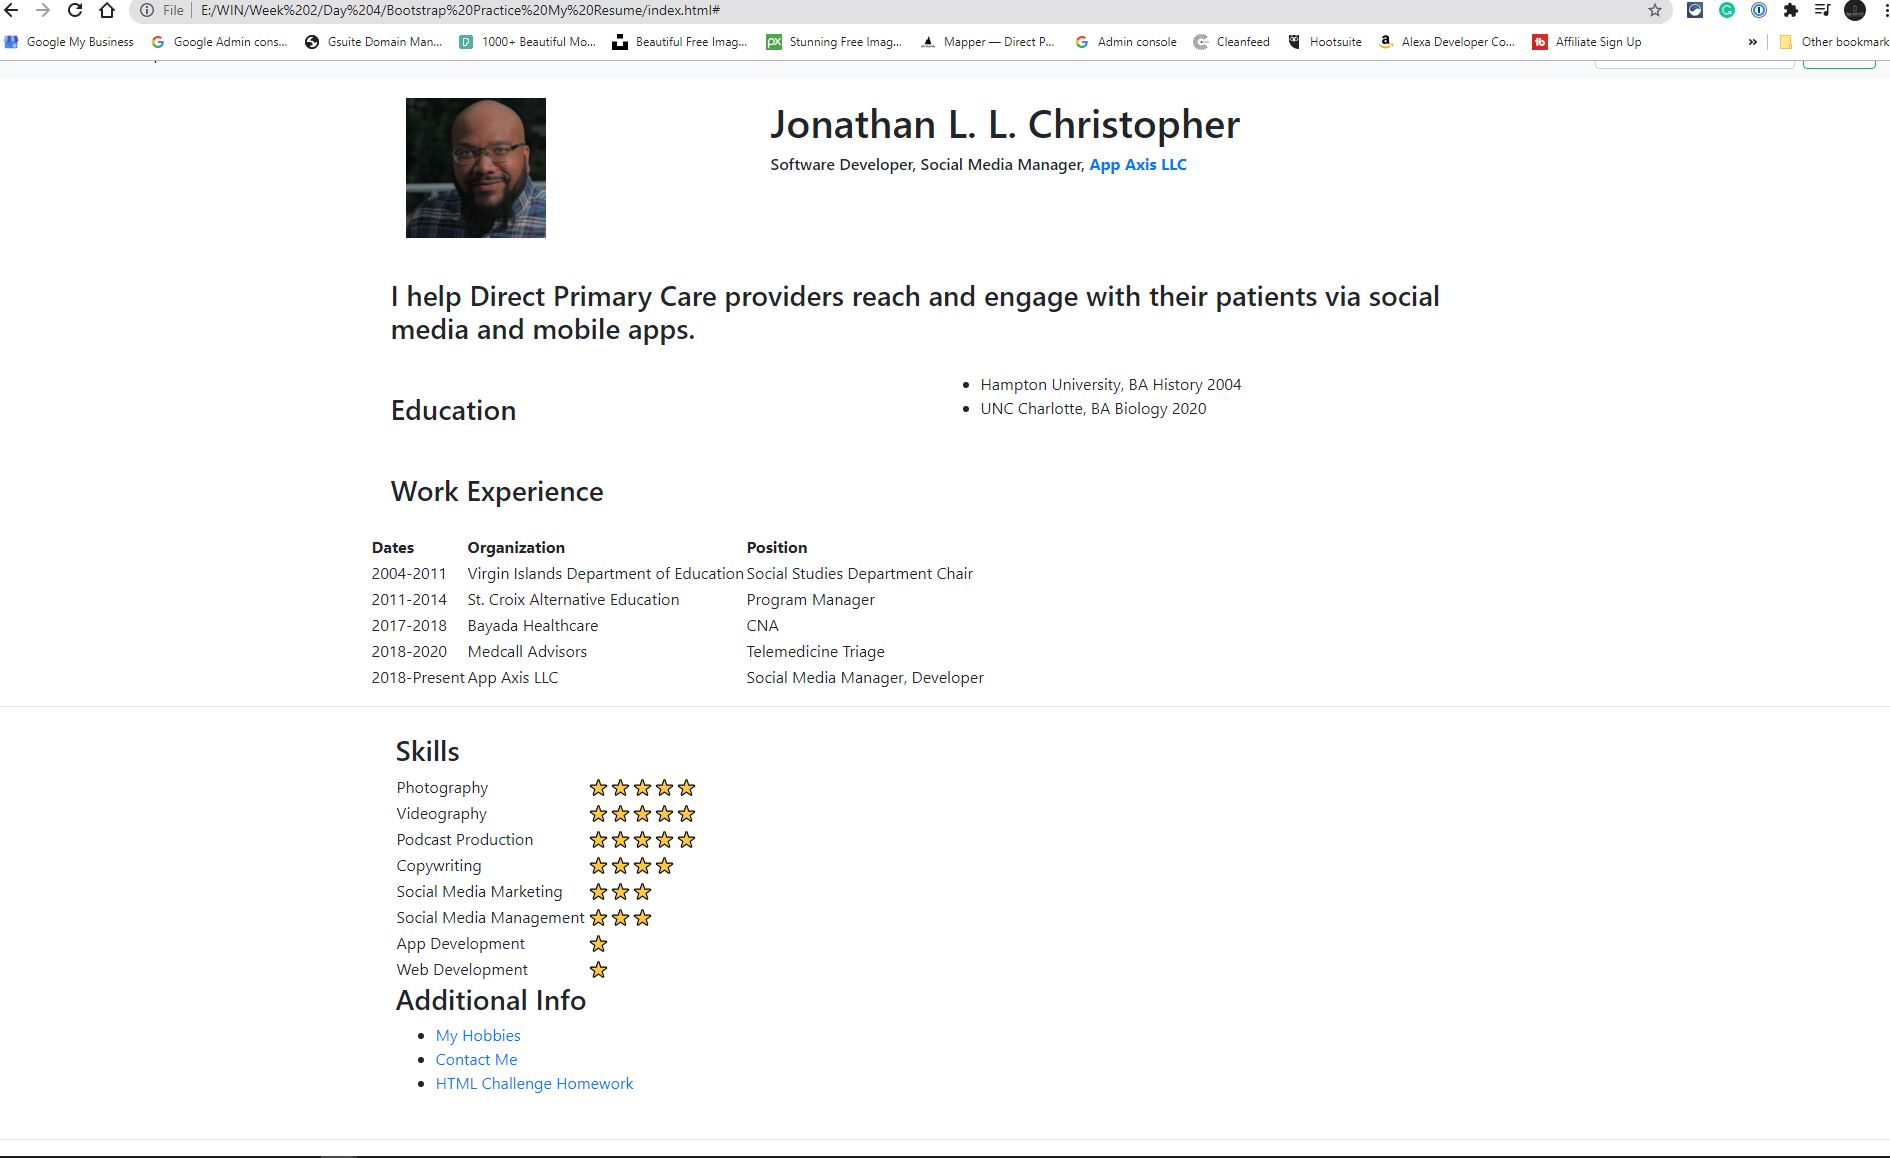 File | E:/WIN/Week%202/Day%204/Bootstrap%20Practice%20My%20Resume/index.html#
Google My Business Google Admin cons... Gsuite Domain Man... 1000+ Beautiful Mo... Beautiful Free Imag... Stunning Free Imag... Mapper — Direct P... Admin console Cleanfeed Hootsuite Alexa Developer Co... Affiliate Sign Up » Other bookmark
Jonathan L. L. Christopher
Software Developer, Social Media Manager, App Axis LLC
I help Direct Primary Care providers reach and engage with their patients via social
media and mobile apps.
Education
• Hampton University, BA History 2004
• UNC Charlotte, BA Biology 2020
Work Experience
Dates Organization Position
2004-2011 Virgin Islands Department of Education Social Studies Department Chair
2011-2014 St. Croix Alternative Education Program Manager
2017-2018 Bayada Healthcare CNA
2018-2020 Medcall Advisors Telemedicine Triage
2018-Present App Axis LLC Social Media Manager, Developer
Skills
Photography
Videography
Podcast Production
Copywriting
Social Media Marketing
Social Media Management
App Development
Web Development
Additional Info
• My Hobbies
• Contact Me
• HTML Challenge Homework